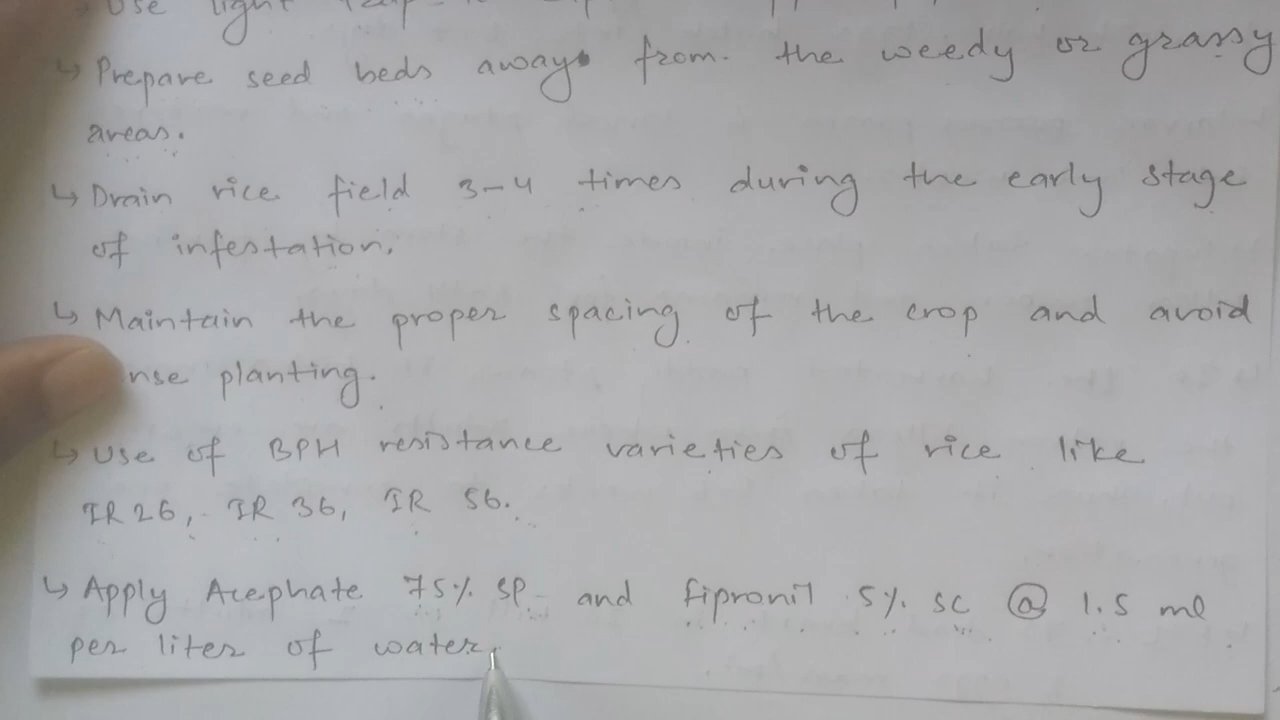 Use light
↳ Prepare seed beds away from the weedy or grassy
areas.
↳ Drain rice field 3-4 times during the early stage
of infestation.
↳ Maintain the proper spacing of the crop and avoid
nse planting.
↳ Use of BPH resistance varieties of rice like
IR 26, IR 36, IR 56.
↳ Apply Acephate 75% SP and fipronil 5% SC @ 1.5 ml
per liter of water.